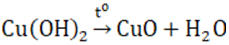 Cu(OH)₂ →^{t°} CuO + H₂O